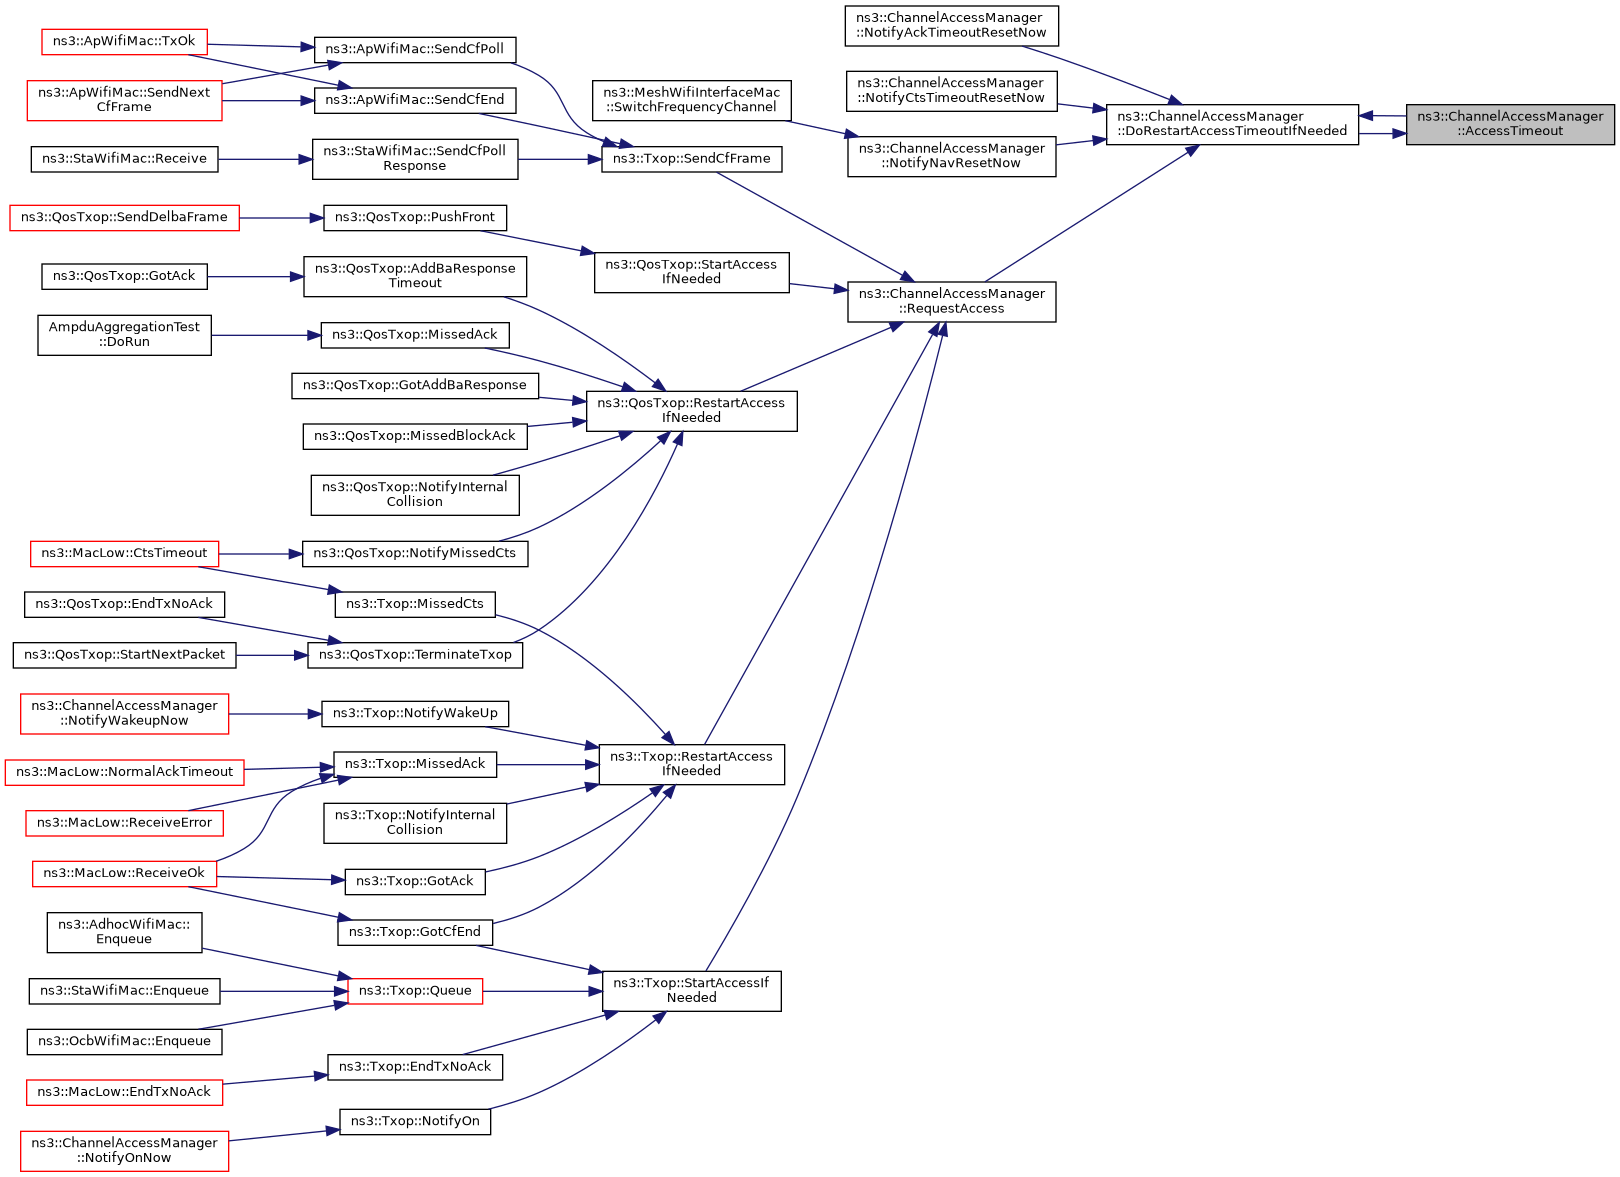 ns3::ApWifiMac::TxOk
ns3::ApWifiMac::SendNext
CfFrame
ns3::StaWifiMac::Receive
ns3::QosTxop::SendDelbaFrame
ns3::QosTxop::GotAck
AmpduAggregationTest
::DoRun
ns3::MacLow::CtsTimeout
ns3::QosTxop::EndTxNoAck
ns3::QosTxop::StartNextPacket
ns3::ChannelAccessManager
::NotifyWakeupNow
ns3::MacLow::NormalAckTimeout
ns3::MacLow::ReceiveError
ns3::MacLow::ReceiveOk
ns3::AdhocWifiMac::
Enqueue
ns3::StaWifiMac::Enqueue
ns3::OcbWifiMac::Enqueue
ns3::MacLow::EndTxNoAck
ns3::ChannelAccessManager
::NotifyOnNow
ns3::ApWifiMac::SendCfPoll
ns3::ApWifiMac::SendCfEnd
ns3::StaWifiMac::SendCfPoll
Response
ns3::QosTxop::PushFront
ns3::QosTxop::AddBaResponse
Timeout
ns3::QosTxop::MissedAck
ns3::QosTxop::GotAddBaResponse
ns3::QosTxop::MissedBlockAck
ns3::QosTxop::NotifyInternal
Collision
ns3::QosTxop::NotifyMissedCts
ns3::Txop::MissedCts
ns3::QosTxop::TerminateTxop
ns3::Txop::NotifyWakeUp
ns3::Txop::MissedAck
ns3::Txop::NotifyInternal
Collision
ns3::Txop::GotAck
ns3::Txop::GotCfEnd
ns3::Txop::Queue
ns3::Txop::EndTxNoAck
ns3::Txop::NotifyOn
ns3::MeshWifiInterfaceMac
::SwitchFrequencyChannel
ns3::Txop::SendCfFrame
ns3::QosTxop::StartAccess
IfNeeded
ns3::QosTxop::RestartAccess
IfNeeded
ns3::Txop::RestartAccess
IfNeeded
ns3::Txop::StartAccessIf
Needed
ns3::ChannelAccessManager
::NotifyAckTimeoutResetNow
ns3::ChannelAccessManager
::NotifyCtsTimeoutResetNow
ns3::ChannelAccessManager
::NotifyNavResetNow
ns3::ChannelAccessManager
::RequestAccess
ns3::ChannelAccessManager
::DoRestartAccessTimeoutIfNeeded
ns3::ChannelAccessManager
::AccessTimeout